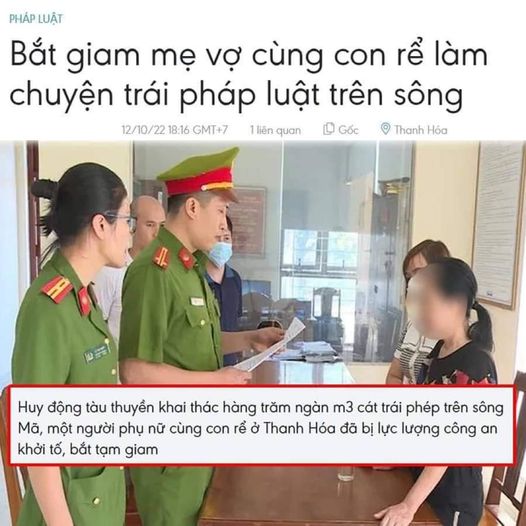 PHÁP LUẬT
Bắt giam mẹ vợ cùng con rể làm
chuyện trái pháp luật trên sông
12/10/22 18:16 GMT+7 1 liên quan Gốc Thanh Hóa
Huy động tàu thuyền khai thác hàng trăm ngàn m3 cát trái phép trên sông
Mã, một người phụ nữ cùng con rể ở Thanh Hóa đã bị lực lượng công an
khởi tố, bắt tạm giam